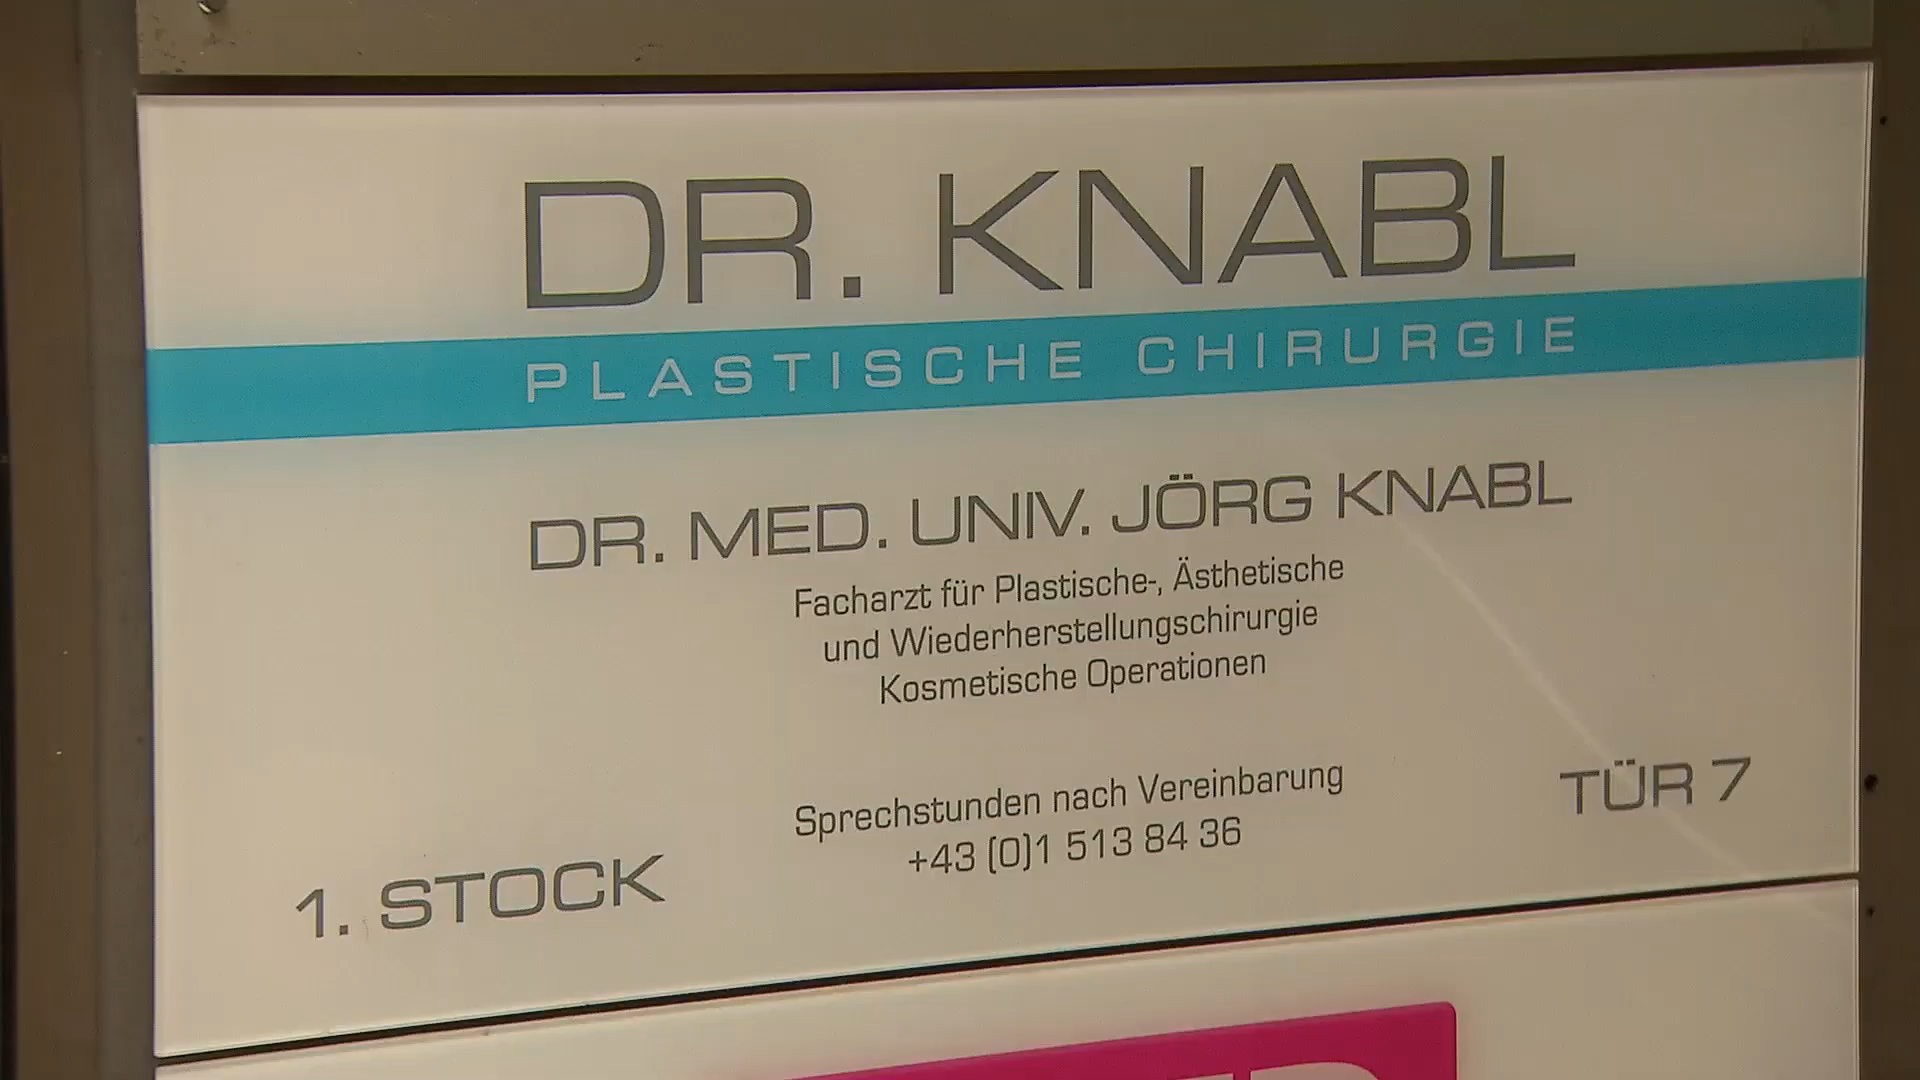 DR. KNABL
PLASTISCHE CHIRURGIE
DR. MED. UNIV. JÖRG KNABL
Facharzt für Plastische-, Ästhetische
und Wiederherstellungschirurgie
Kosmetische Operationen
Sprechstunden nach Vereinbarung
+43 (0)1 513 84 36
1. STOCK
TÜR 7